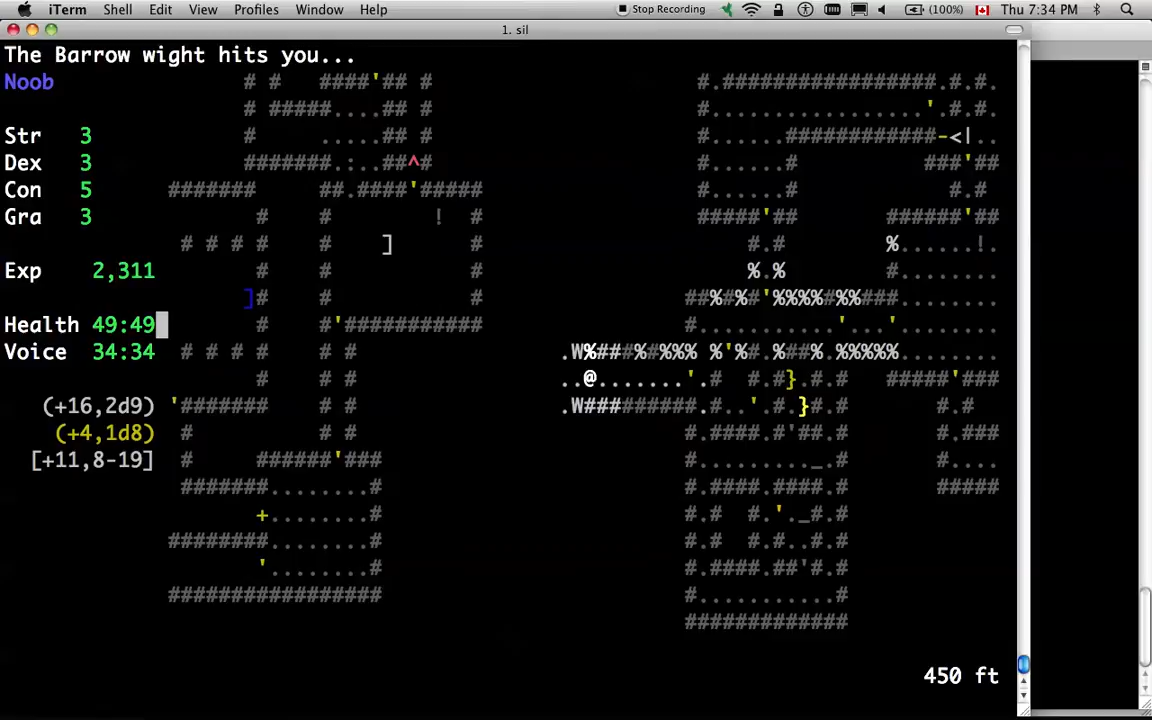 iTerm Shell Edit View Profiles Toolbelt Window Help Stop Recording (100%) Thu 7:34 PM
1. sil
The Barrow wight hits you...
Noob # # ####'## # #.################.#.#.
# #####....## # #................'.#.#.
Str 3 # .....## # #......############-<|..
Dex 3 #######.:..##^# #......# ###'##
Con 5 ####### ##.####'##### #......# #.#
Gra 3 # # ! # #####'## ######'##
# # # # # ] # #.# %......!.
Exp 2,311 # # # %.% #........
]# # # ##%#%#'%%%%#%%###........
Health 49:49 # #'########### #...........'...'........
Voice 34:34 # # # # # # .W%###%#%%% %'%#.%##%.%%%%%........
# # # ..@.......'.# #.#}.#.# #####'###
(+16,2d9) '####### # # .W##########.#..'.#.}#.# #.#
(+4,1d8) # # # #.####.#'##.# #.###
[+11,8-19] # ######'### #.........._# #....
#######........# #.####.####.# #####
+........# #.# #.'._#.#
########........# #.# #.#..#.#
'........# #.####.##'#.#
################# #...........#
#############
450 ft